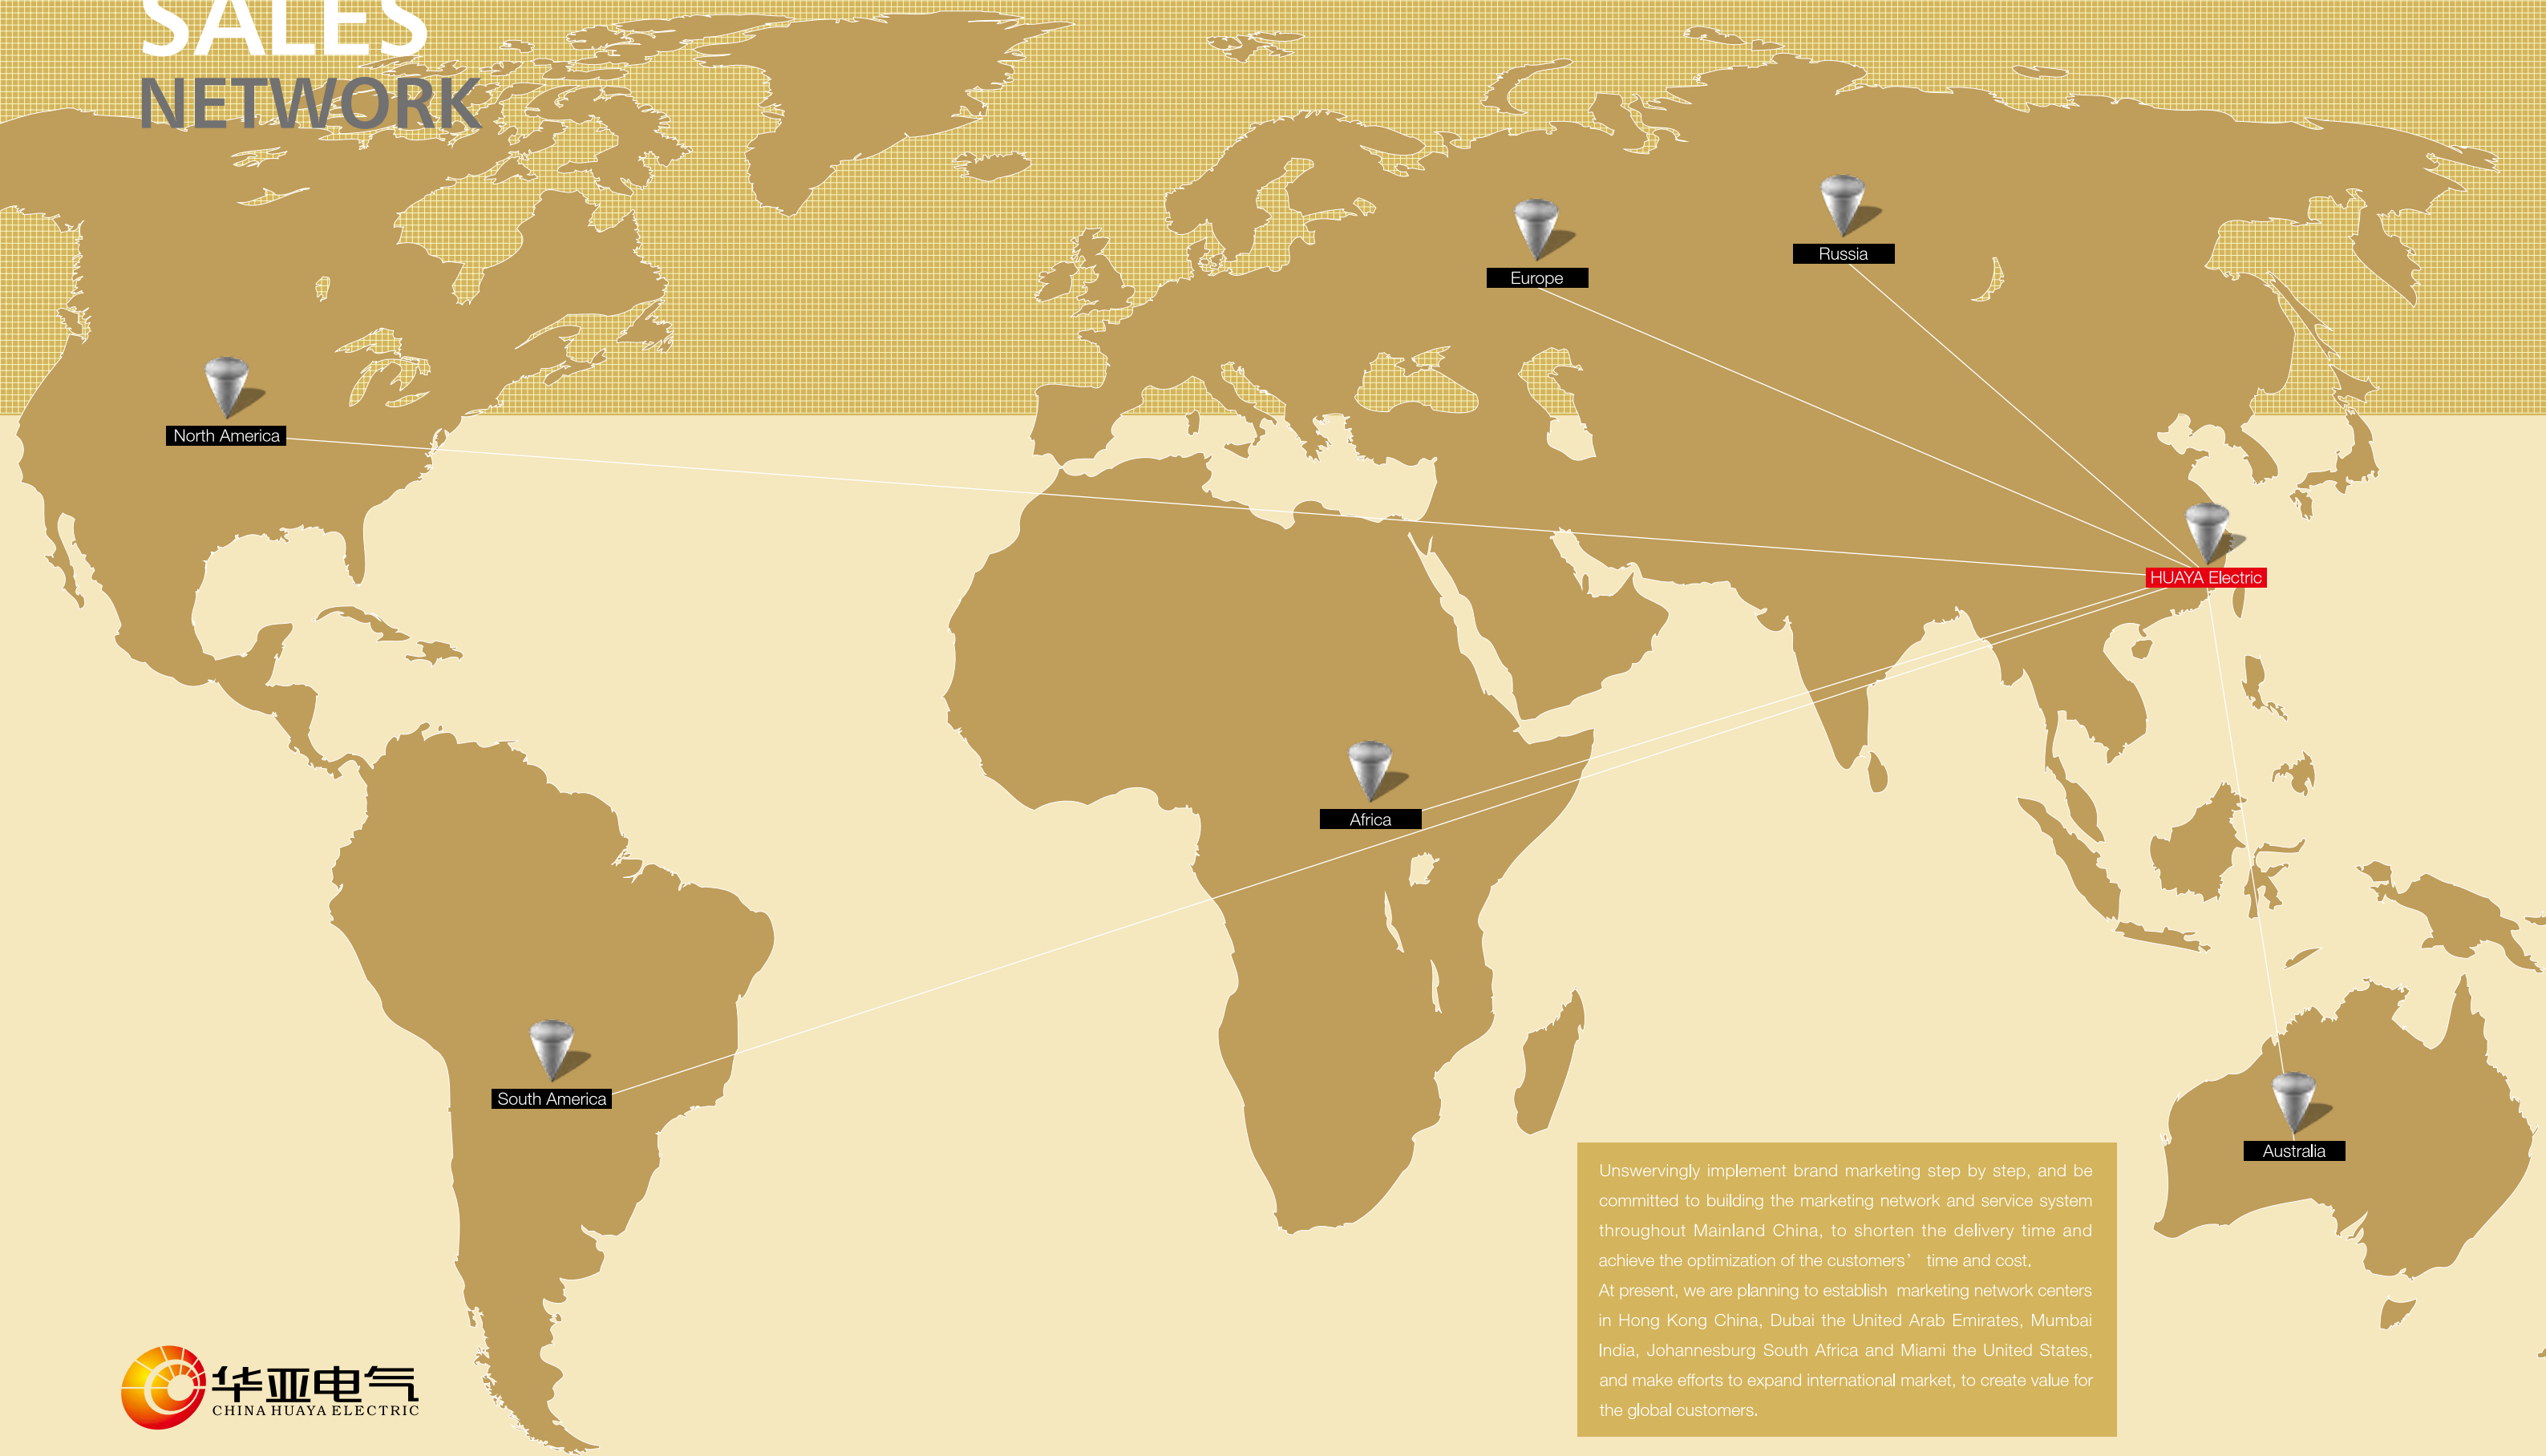 SALES
NETWORK
Russia
Europe
North America
HUAYA Electric
Africa
South America
Australia
Unswervingly implement brand marketing step by step, and be
committed to building the marketing network and service system
throughout Mainland China, to shorten the delivery time and
achieve the optimization of the customers’ time and cost.
At present, we are planning to establish marketing network centers
in Hong Kong China, Dubai the United Arab Emirates, Mumbai
India, Johannesburg South Africa and Miami the United States,
and make efforts to expand international market, to create value for
the global customers.
华亚电气
CHINA HUAYA ELECTRIC